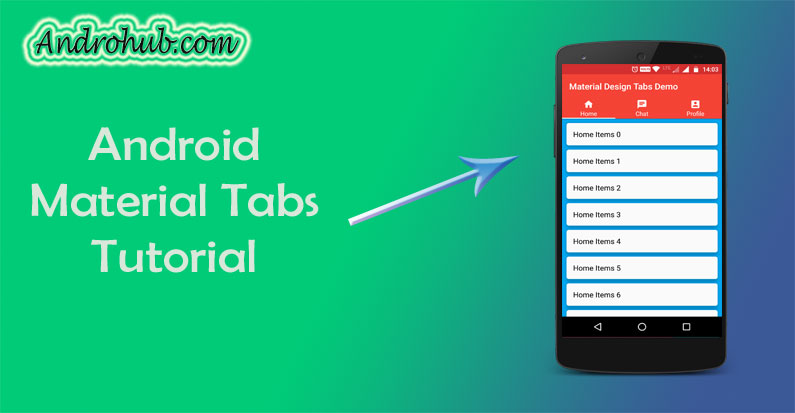 Androhub.com
Android
Material Tabs
Tutorial
LTE 14:03
Material Design Tabs Demo
Home Chat Profile
Home Items 0
Home Items 1
Home Items 2
Home Items 3
Home Items 4
Home Items 5
Home Items 6